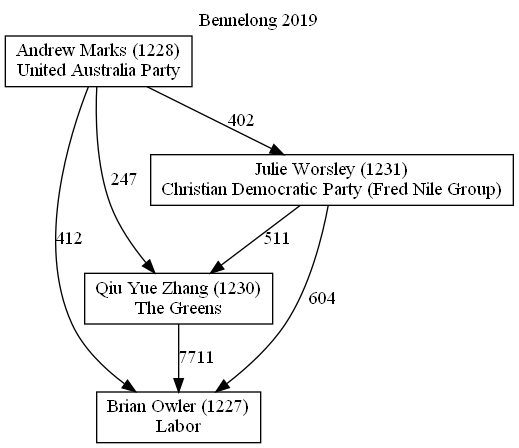 Bennelong 2019
Andrew Marks (1228)
United Australia Party
402
Julie Worsley (1231)
Christian Democratic Party (Fred Nile Group)
247
412
511
Qiu Yue Zhang (1230)
The Greens
604
7711
Brian Owler (1227)
Labor